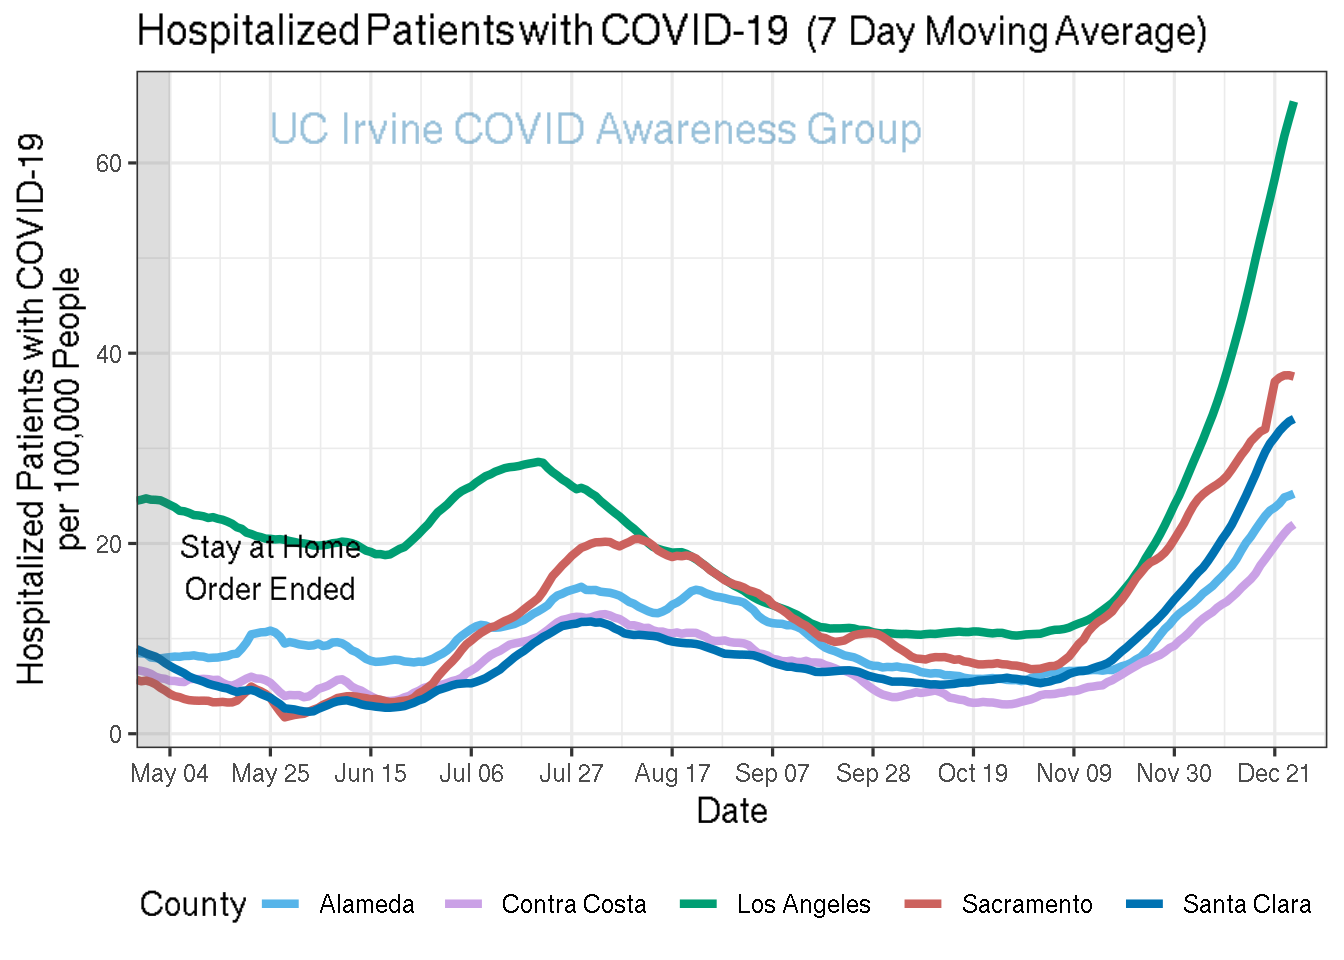 Hospitalized Patients with COVID-19 (7 Day Moving Average)
UC Irvine COVID Awareness Group
Hospitalized Patients with COVID-19
per 100,000 People
60
40
20
0
Stay at Home
Order Ended
May 04 May 25 Jun 15 Jul 06 Jul 27 Aug 17 Sep 07 Sep 28 Oct 19 Nov 09 Nov 30 Dec 21
Date
County Alameda Contra Costa Los Angeles Sacramento Santa Clara